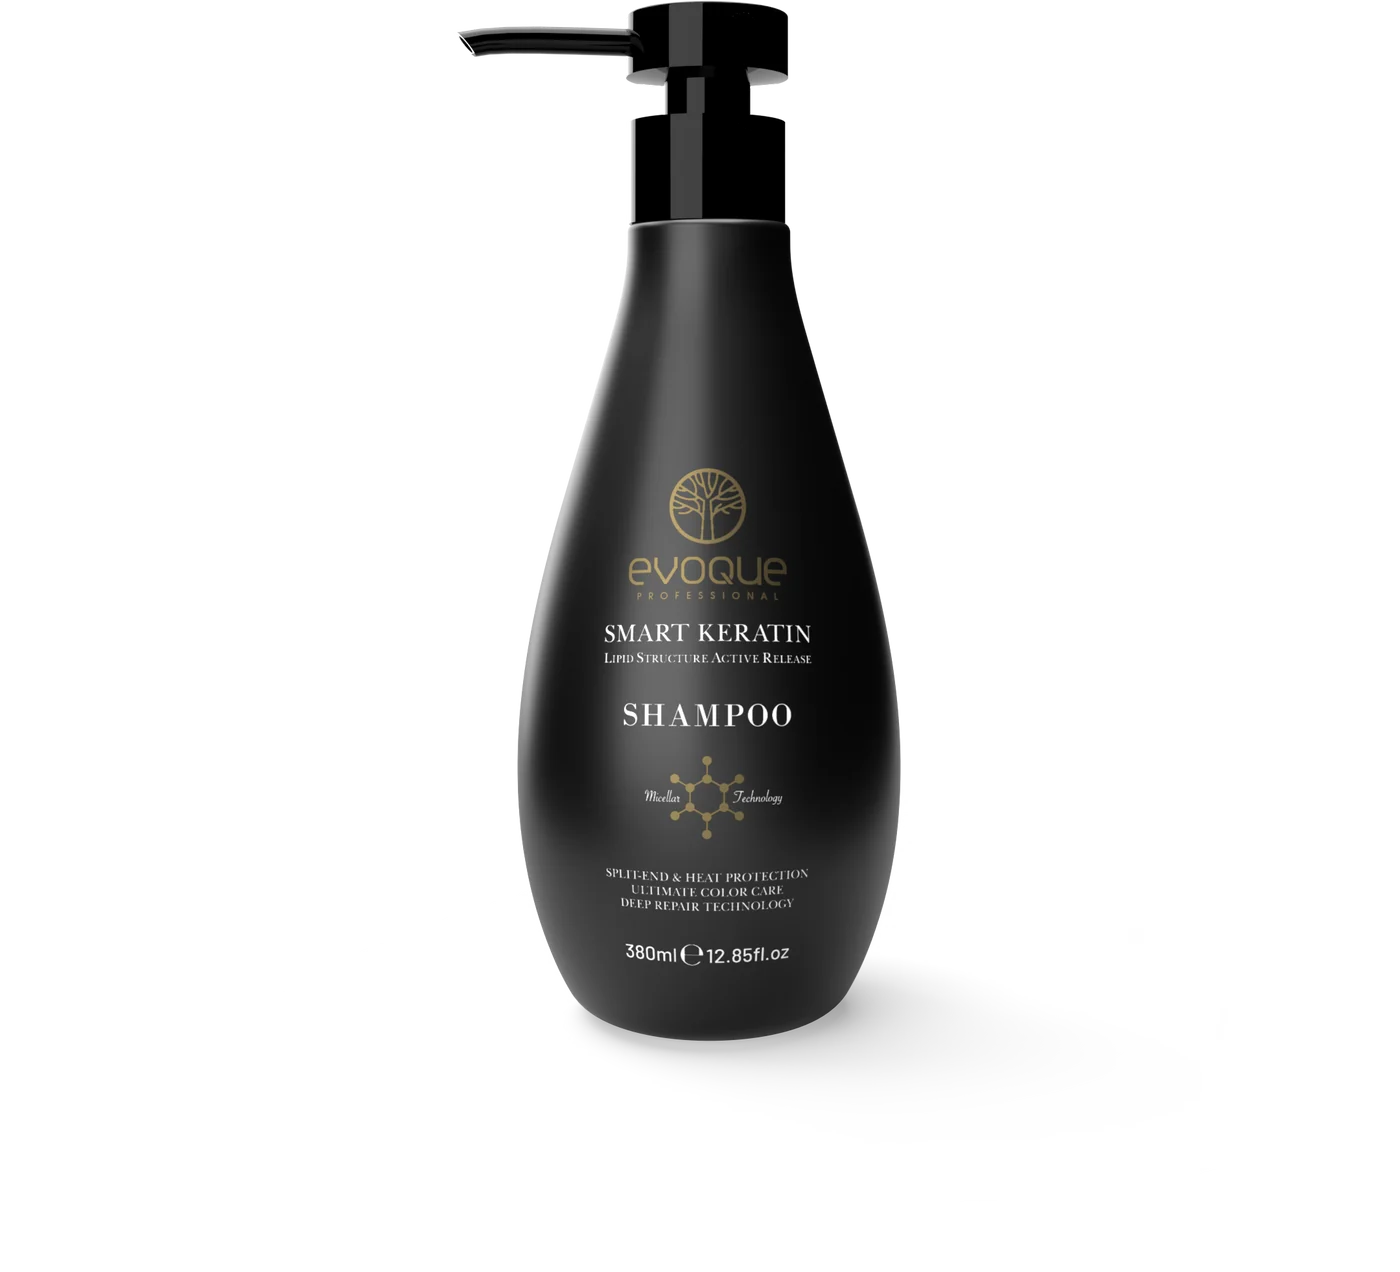 evoque
PROFESSIONAL
SMART KERATIN
LIPID STRUCTURE ACTIVE RELEASE
SHAMPOO
Micellar Technology
SPLIT-END & HEAT PROTECTION
ULTIMATE COLOR CARE
DEEP REPAIR TECHNOLOGY
380ml ℮ 12.85fl.oz